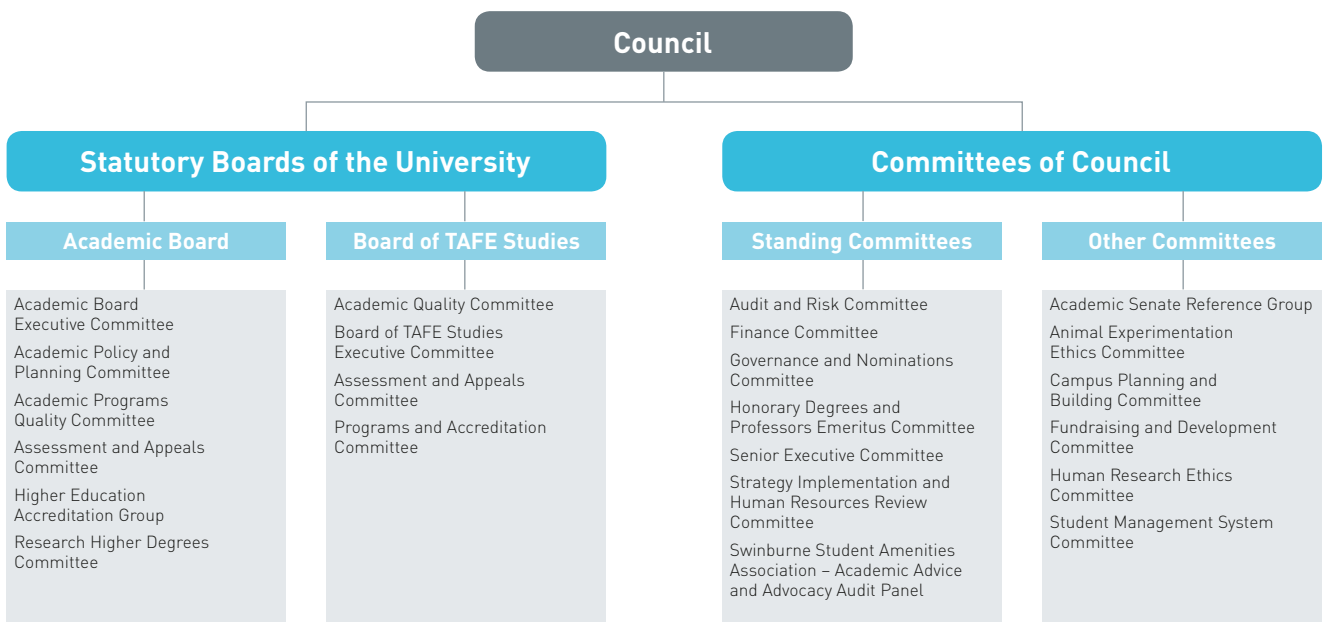 Council
Statutory Boards of the University
Committees of Council
Academic Board
Board of TAFE Studies
Standing Committees
Other Committees
Academic Board
Executive Committee
Academic Policy and
Planning Committee
Academic Programs
Quality Committee
Assessment and Appeals
Committee
Higher Education
Accreditation Group
Research Higher Degrees
Committee
Academic Quality Committee
Board of TAFE Studies
Executive Committee
Assessment and Appeals
Committee
Programs and Accreditation
Committee
Audit and Risk Committee
Finance Committee
Governance and Nominations
Committee
Honorary Degrees and
Professors Emeritus Committee
Senior Executive Committee
Strategy Implementation and
Human Resources Review
Committee
Swinburne Student Amenities
Association – Academic Advice
and Advocacy Audit Panel
Academic Senate Reference Group
Animal Experimentation
Ethics Committee
Campus Planning and
Building Committee
Fundraising and Development
Committee
Human Research Ethics
Committee
Student Management System
Committee